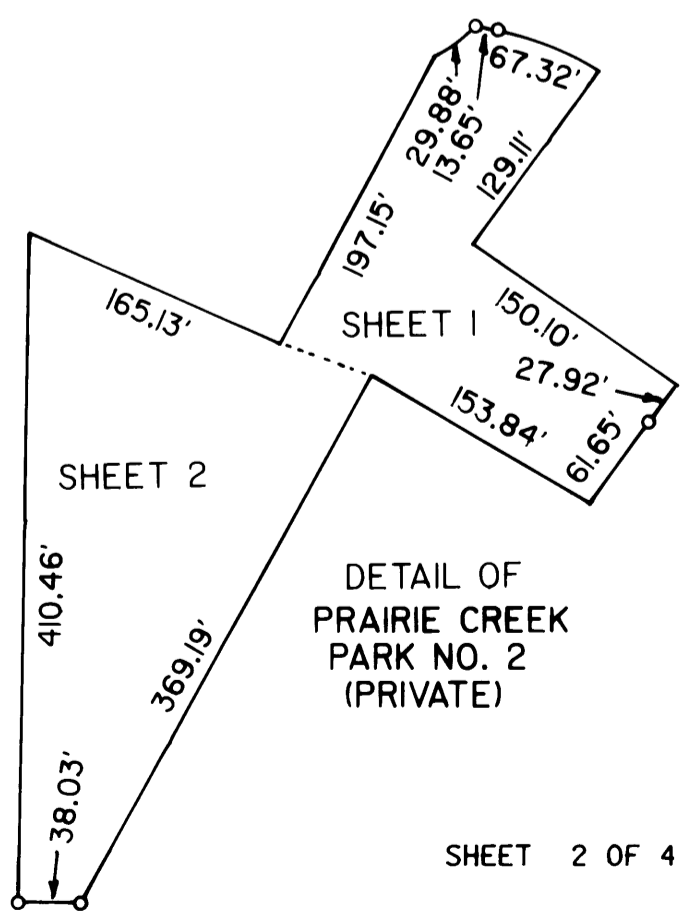 67.32'
29.88'
13.65'
129.11'
197.15'
165.13'
SHEET 1
150.10'
27.92'
153.84'
61.65'
SHEET 2
410.46'
369.19'
38.03'
DETAIL OF
PRAIRIE CREEK
PARK NO. 2
(PRIVATE)
SHEET 2 OF 4